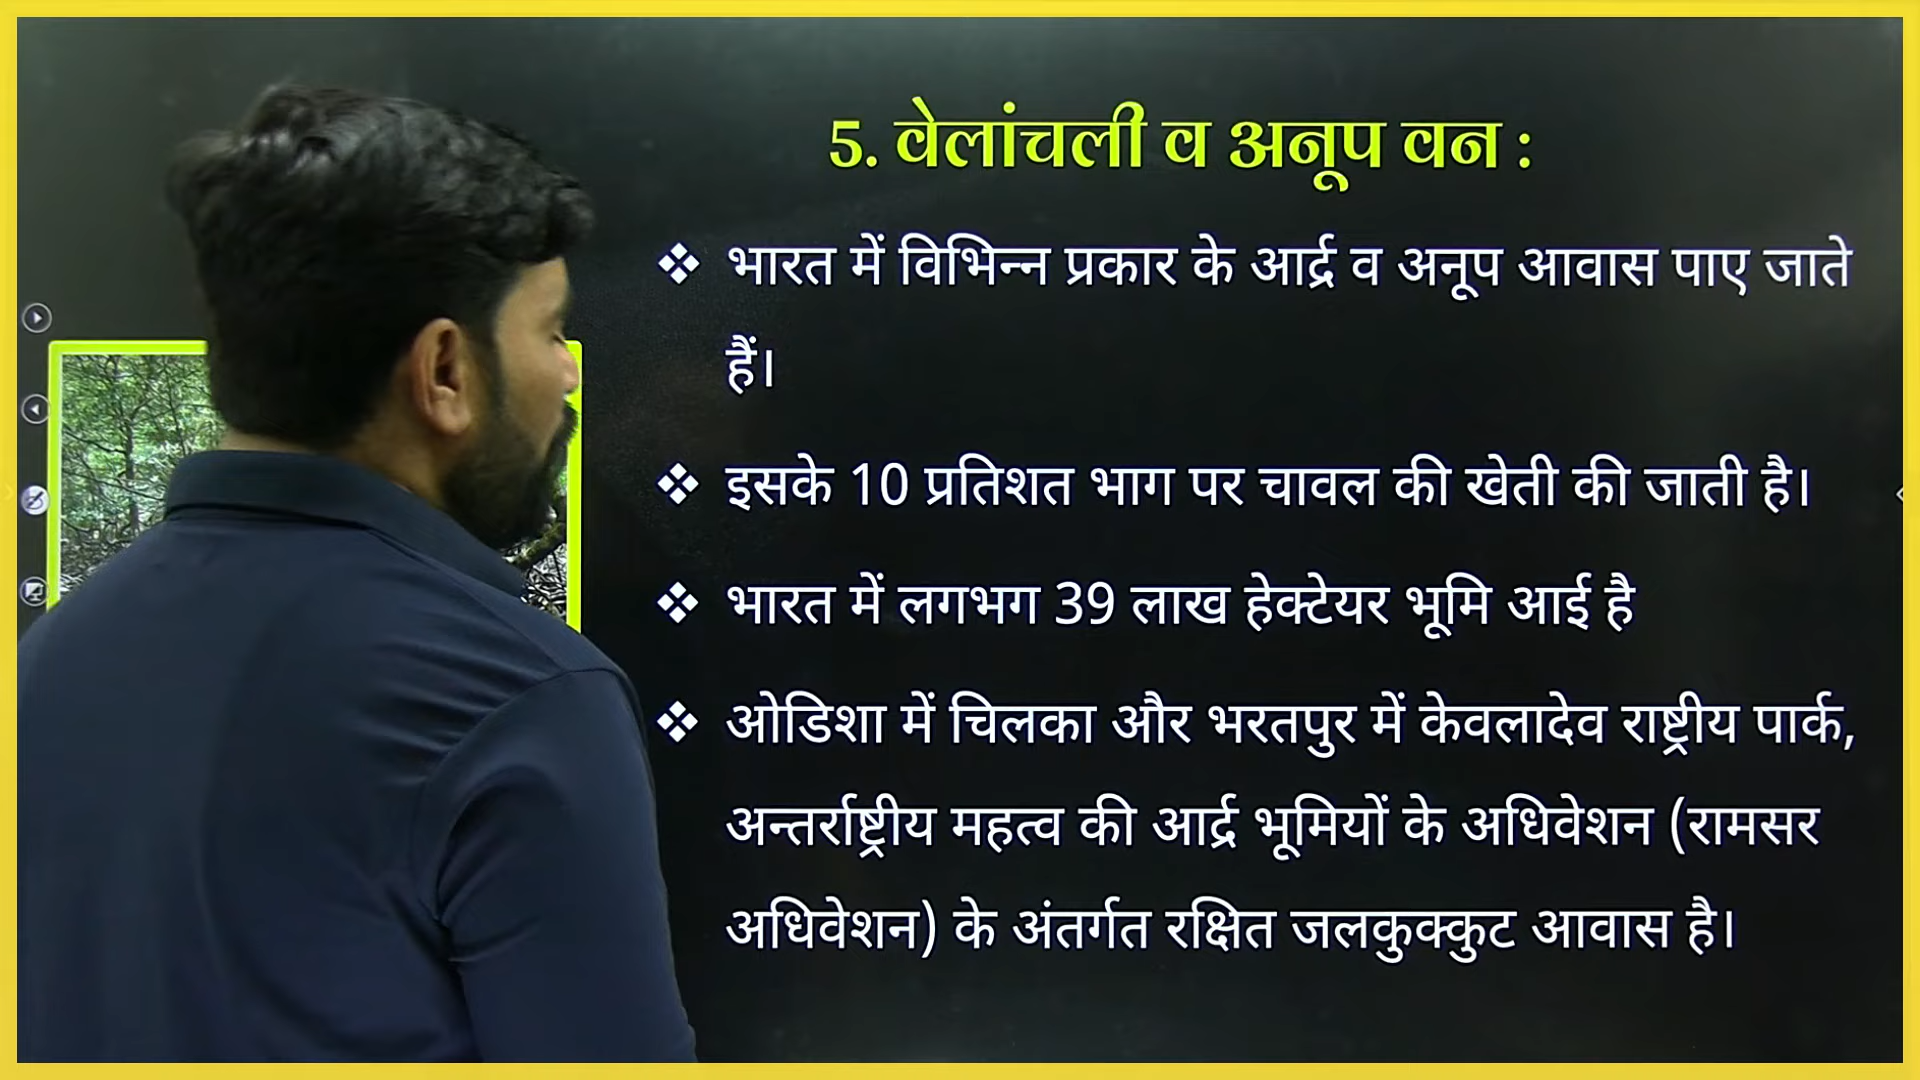 5. वेलांचली व अनूप वन :
❖ भारत में विभिन्न प्रकार के आर्द्र व अनूप आवास पाए जाते
हैं।
❖ इसके 10 प्रतिशत भाग पर चावल की खेती की जाती है।
❖ भारत में लगभग 39 लाख हेक्टेयर भूमि आई है
❖ ओडिशा में चिलका और भरतपुर में केवलादेव राष्ट्रीय पार्क,
अन्तर्राष्ट्रीय महत्व की आर्द्र भूमियों के अधिवेशन (रामसर
अधिवेशन) के अंतर्गत रक्षित जलकुक्कुट आवास है।